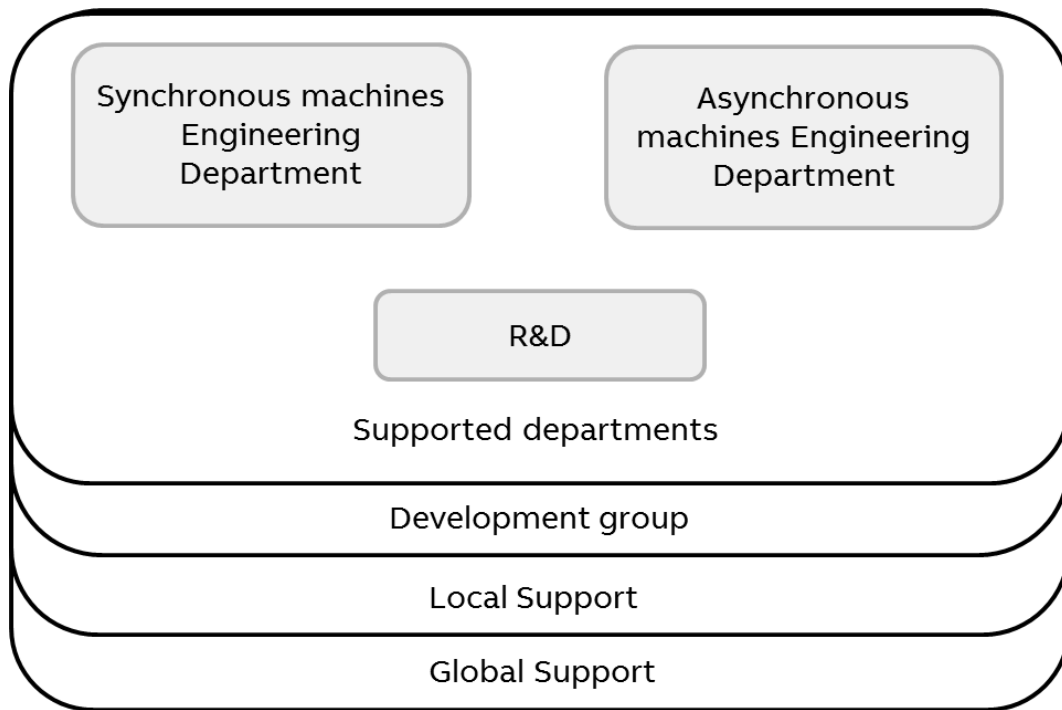 Synchronous machines
Engineering
Department
Asynchronous
machines Engineering
Department
R&D
Supported departments
Development group
Local Support
Global Support